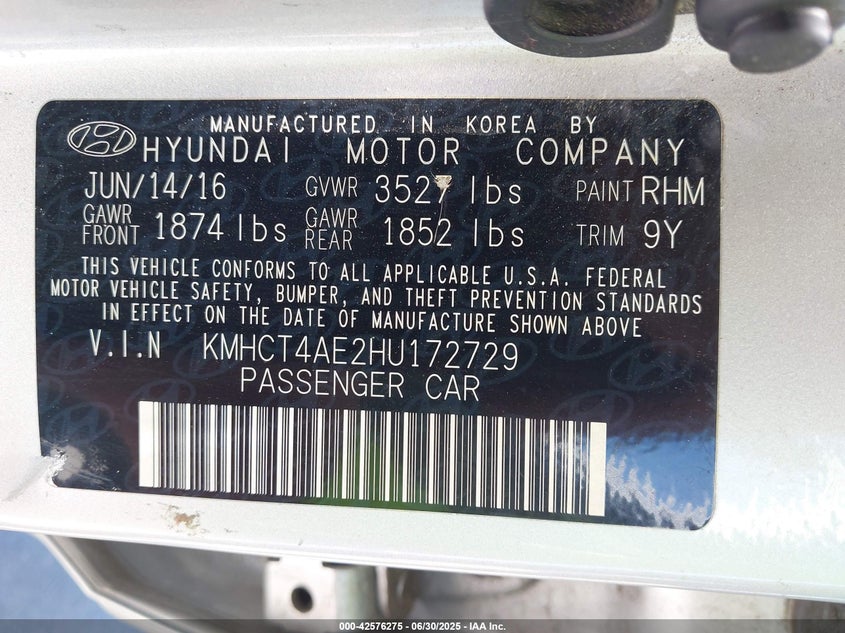 MANUFACTURED IN KOREA BY
HYUNDAI MOTOR COMPANY
JUN/14/16 GVWR 3527 lbs PAINT RHM
GAWR FRONT 1874 lbs GAWR REAR 1852 lbs TRIM 9Y
THIS VEHICLE CONFORMS TO ALL APPLICABLE U.S.A. FEDERAL
MOTOR VEHICLE SAFETY, BUMPER, AND THEFT PREVENTION STANDARDS
IN EFFECT ON THE DATE OF MANUFACTURE SHOWN ABOVE
V.I.N KMHCT4AE2HU172729
PASSENGER CAR
000-42576275 - 06/30/2025 - IAA Inc.